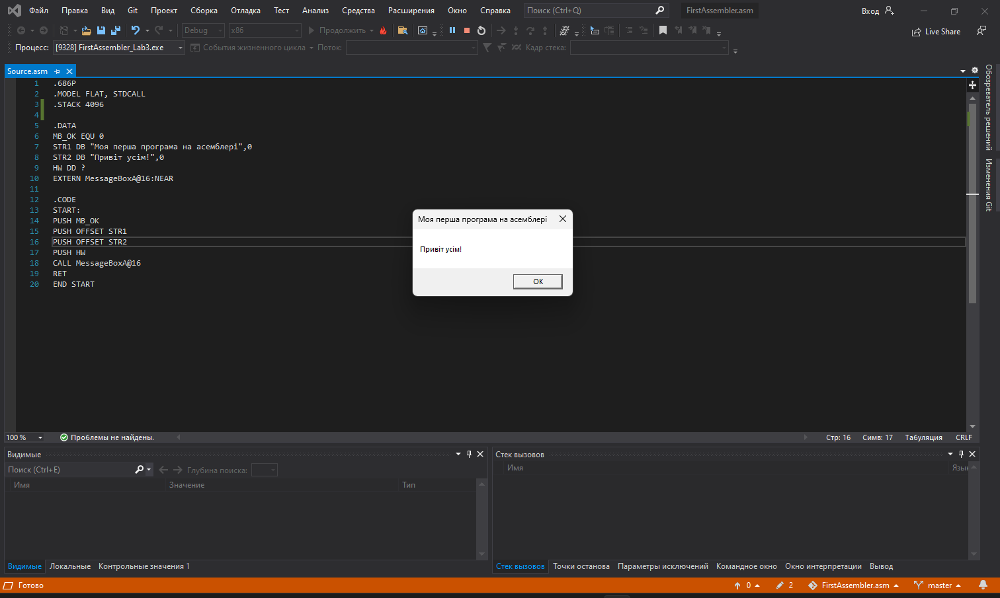 Файл Правка Вид Git Проект Сборка Отладка Тест Анализ Средства Расширения Окно Справка Поиск (Ctrl+Q) FirstAssembler.asm Вход
Debug x86 Продолжить Live Share
Процесс: [9328] FirstAssembler_Lab3.exe События жизненного цикла Поток: Кадр стека:
Source.asm
1 .686P
2 .MODEL FLAT, STDCALL
3 .STACK 4096
4
5 .DATA
6 MB_OK EQU 0
7 STR1 DB "Моя перша програма на асемблері",0
8 STR2 DB "Привіт усім!",0
9 HW DD ?
10 EXTERN MessageBoxA@16:NEAR
11
12 .CODE
13 START:
14 PUSH MB_OK
15 PUSH OFFSET STR1
16 PUSH OFFSET STR2
17 PUSH HW
18 CALL MessageBoxA@16
19 RET
20 END START
Моя перша програма на асемблері
Привіт усім!
OK
Обозреватель решений
Изменения Git
100 % Проблемы не найдены. Стр: 16 Симв: 17 Табуляция CRLF
Видимые
Поиск (Ctrl+E) Глубина поиска:
Имя Значение Тип
Видимые Локальные Контрольные значения 1
Стек вызовов
Имя Язык
Стек вызовов Точки останова Параметры исключений Командное окно Окно интерпретации Вывод
Готово 0 2 FirstAssembler.asm master